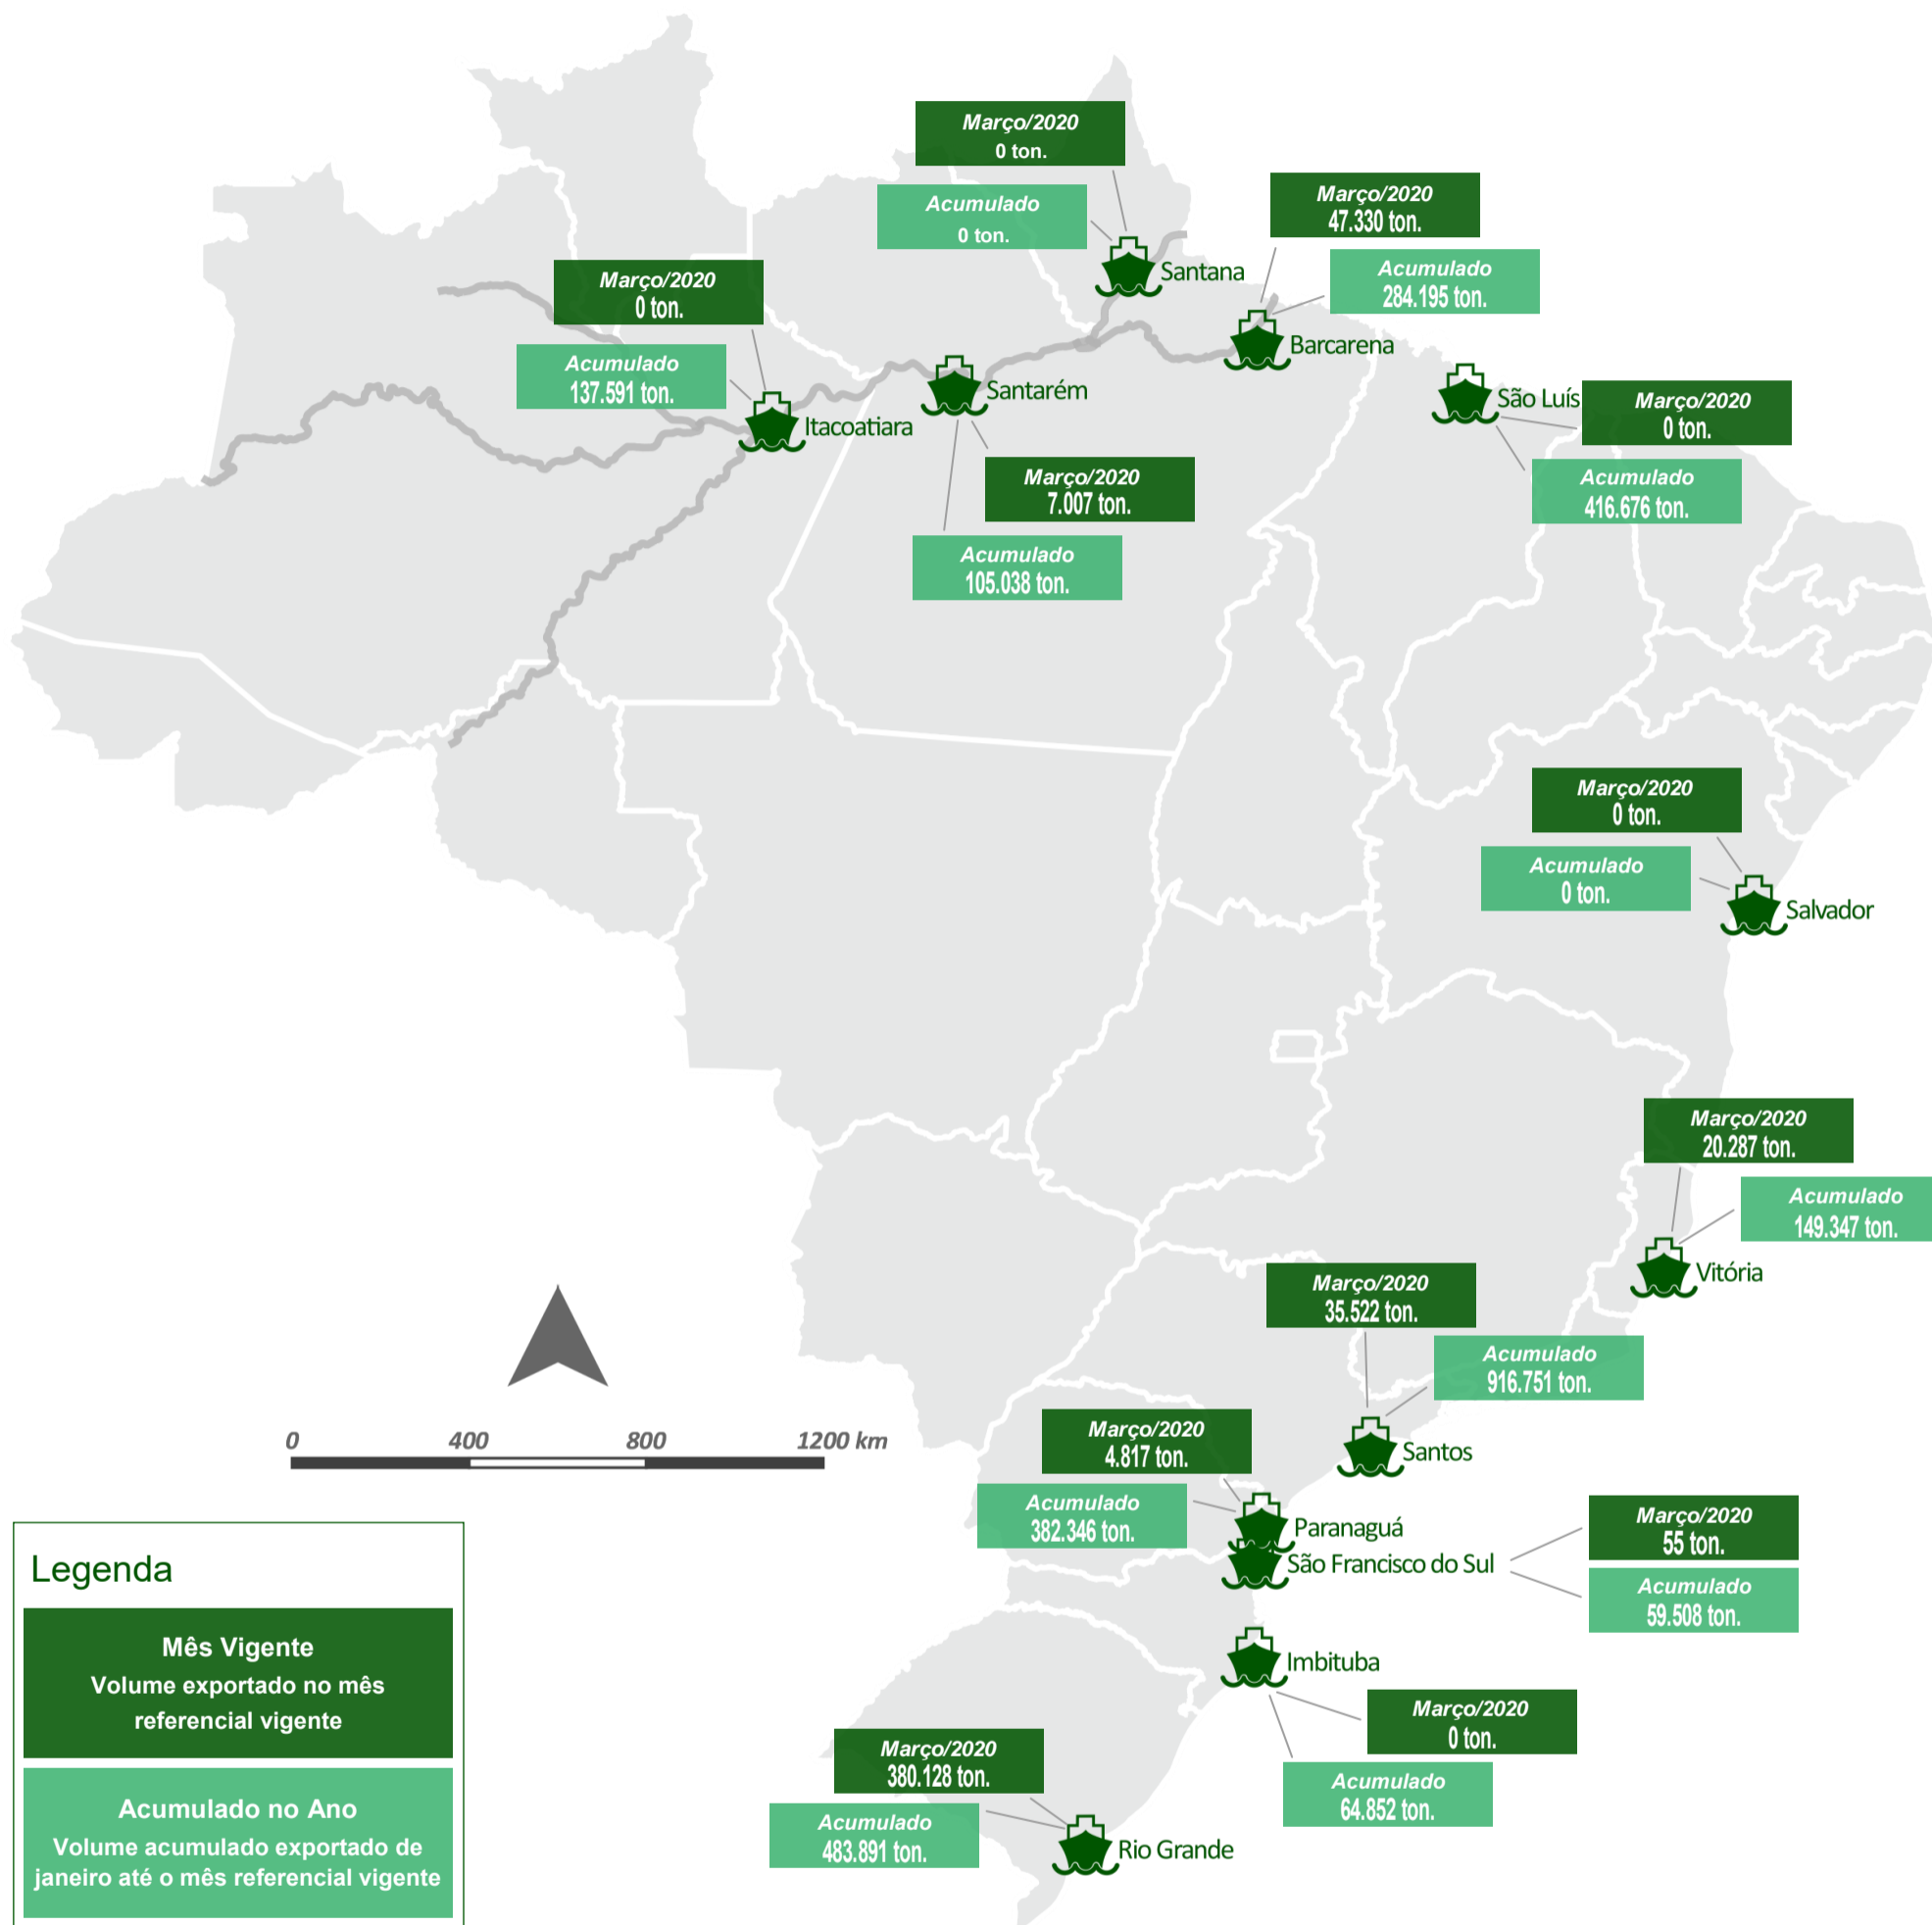 Março/2020
0 ton.
Acumulado
0 ton.
Santana
Março/2020
47.330 ton.
Acumulado
284.195 ton.
Barcarena
Março/2020
0 ton.
Acumulado
137.591 ton.
Itacoatiara
Santarém
Março/2020
7.007 ton.
Acumulado
105.038 ton.
São Luís
Março/2020
0 ton.
Acumulado
416.676 ton.
Março/2020
0 ton.
Acumulado
0 ton.
Salvador
Março/2020
20.287 ton.
Acumulado
149.347 ton.
Vitória
Março/2020
35.522 ton.
Acumulado
916.751 ton.
Santos
Março/2020
4.817 ton.
Acumulado
382.346 ton.
Paranaguá
São Francisco do Sul
Março/2020
55 ton.
Acumulado
59.508 ton.
Imbituba
Março/2020
0 ton.
Acumulado
64.852 ton.
Março/2020
380.128 ton.
Acumulado
483.891 ton.
Rio Grande
0 400 800 1200 km
Legenda
Mês Vigente
Volume exportado no mês
referencial vigente
Acumulado no Ano
Volume acumulado exportado de
janeiro até o mês referencial vigente